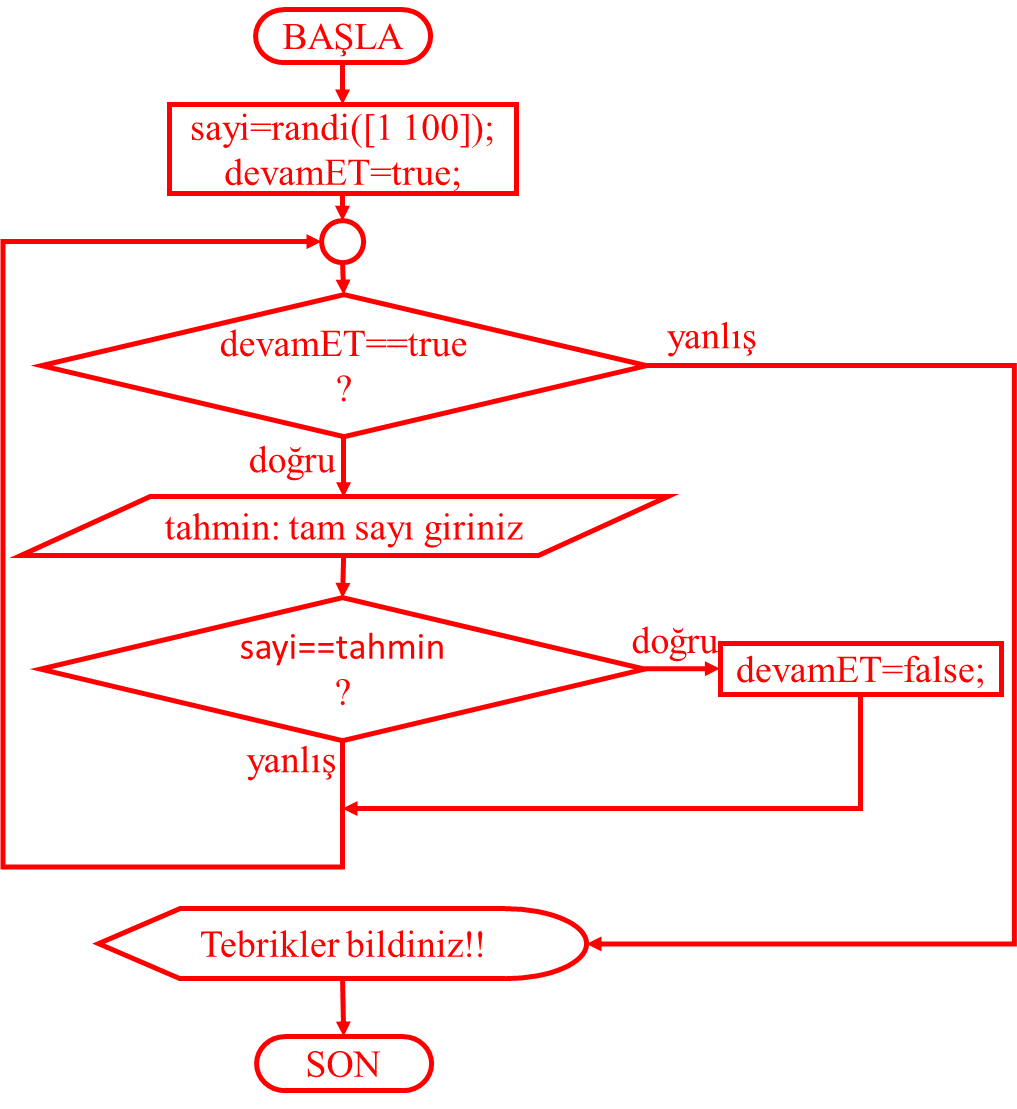 BAŞLA
sayi=randi([1 100]);
devamET=true;
devamET==true
?
yanlış
doğru
tahmin: tam sayı giriniz
sayi==tahmin
?
doğru
devamET=false;
yanlış
Tebrikler bildiniz!!
SON